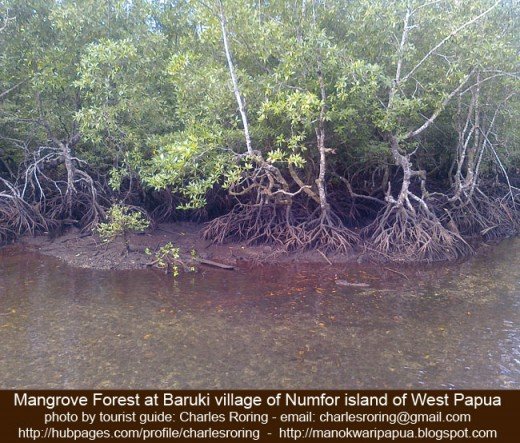 Mangrove Forest at Baruki village of Numfor island of West Papua
photo by tourist guide: Charles Roring - email: charlesroring@gmail.com
http://hubpages.com/profile/charlesroring - http://manokwaripapua.blogspot.com